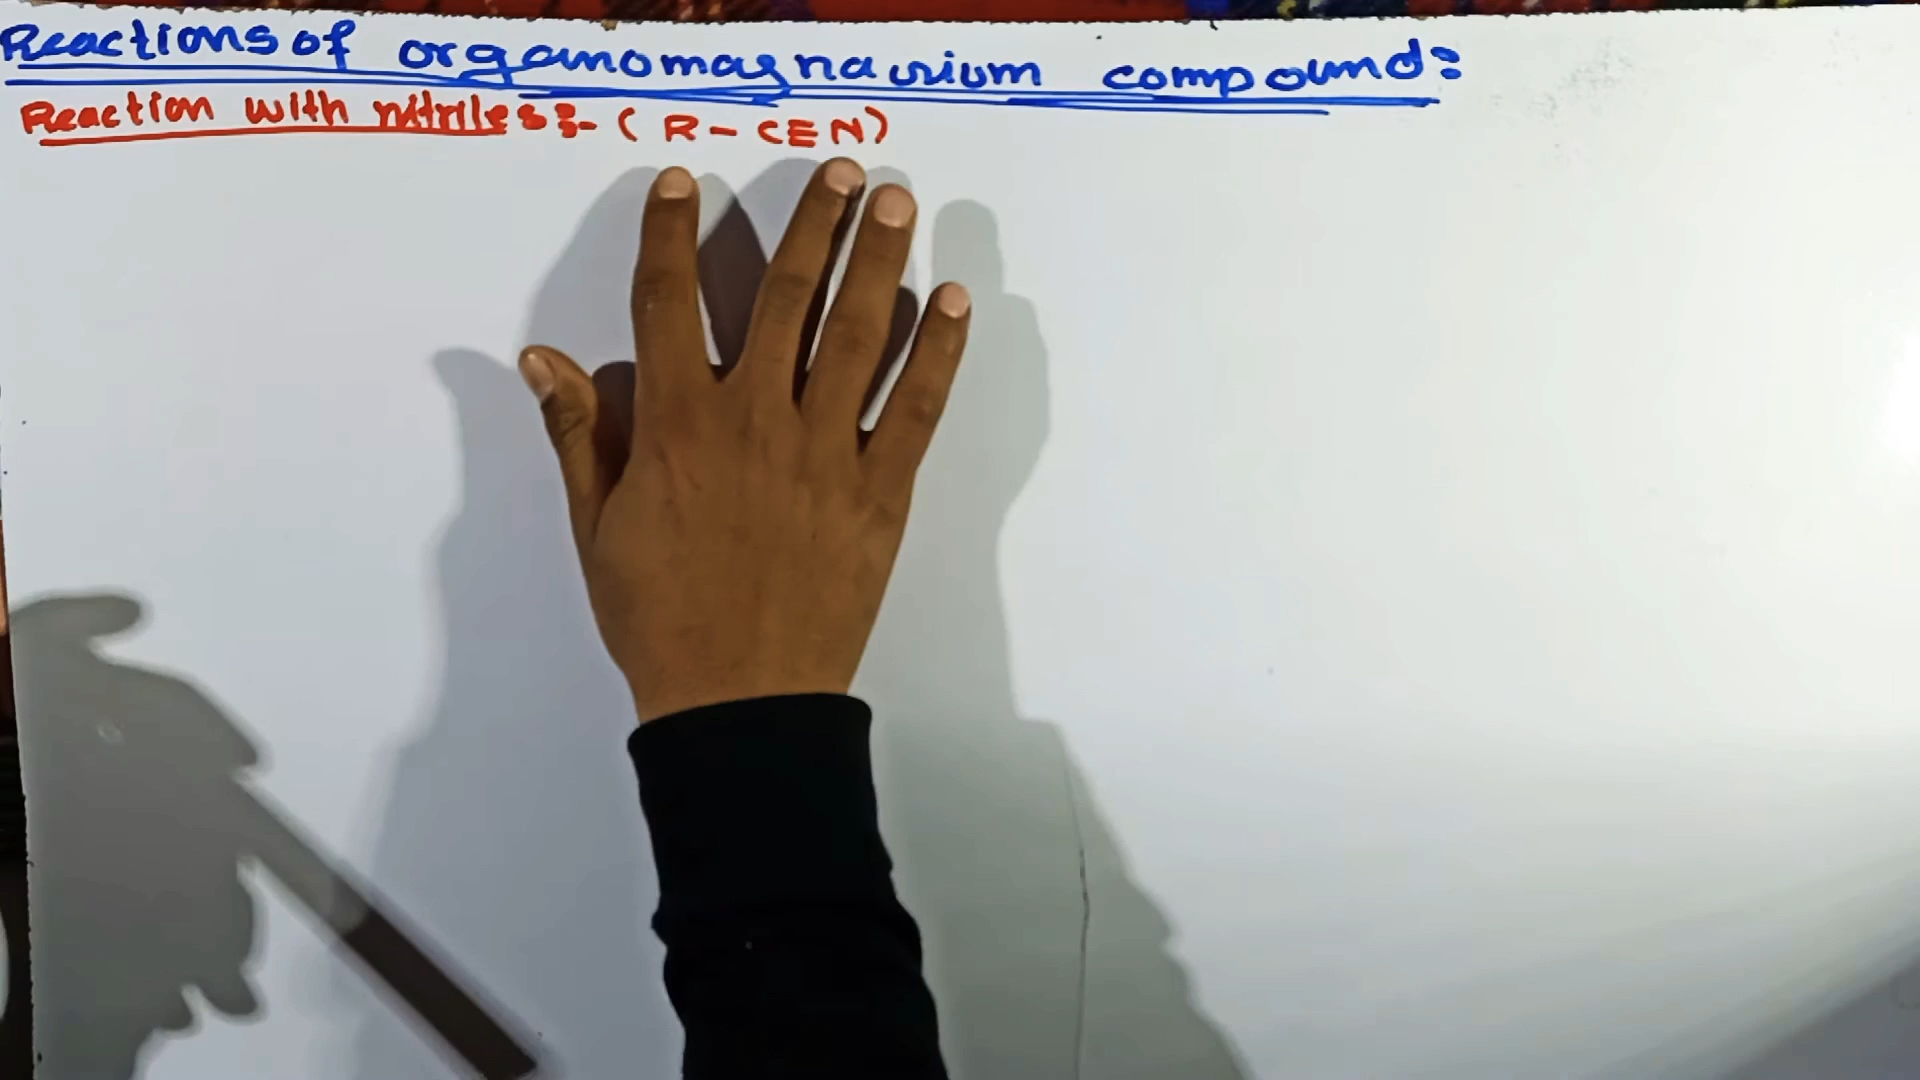 Reactions of organomagnasium compound:
Reaction with nitriles:- ( R - C≡N)